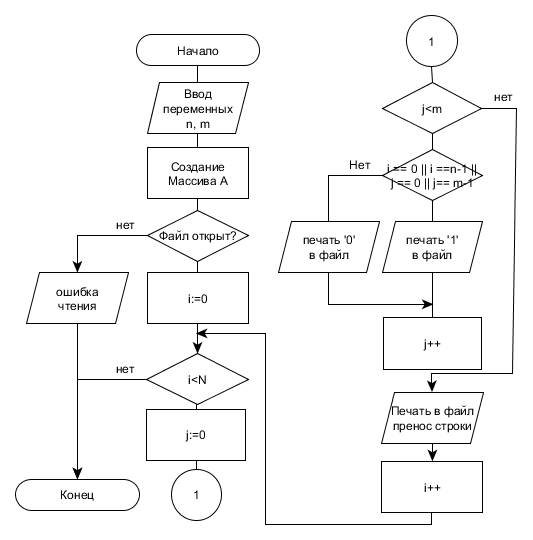 Начало
Ввод
переменных
n, m
Создание
Массива A
Файл открыт?
нет
ошибка
чтения
i:=0
i<N
нет
j:=0
1
Конец
1
j<m
нет
i == 0 || i ==n-1 ||
j == 0 || j== m-1
Нет
печать '0'
в файл
печать '1'
в файл
j++
Печать в файл
пренос строки
i++